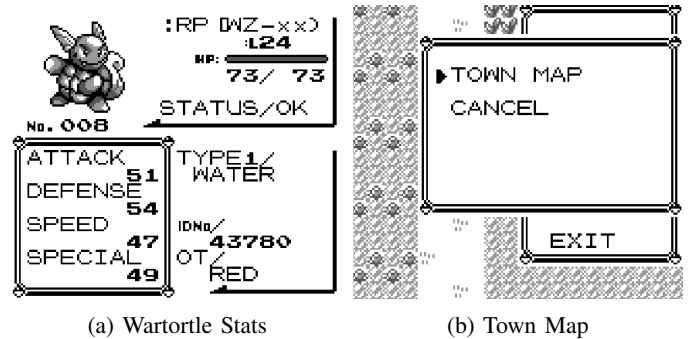 :RP (WZ-xx)
:L24
HP:
73/ 73
STATUS/OK
No. 008
ATTACK
51
DEFENSE
54
SPEED
47
SPECIAL
49
TYPE1/
WATER
IDNo/
43780
OT/
RED
(a) Wartortle Stats
TOWN MAP
CANCEL
EXIT
(b) Town Map